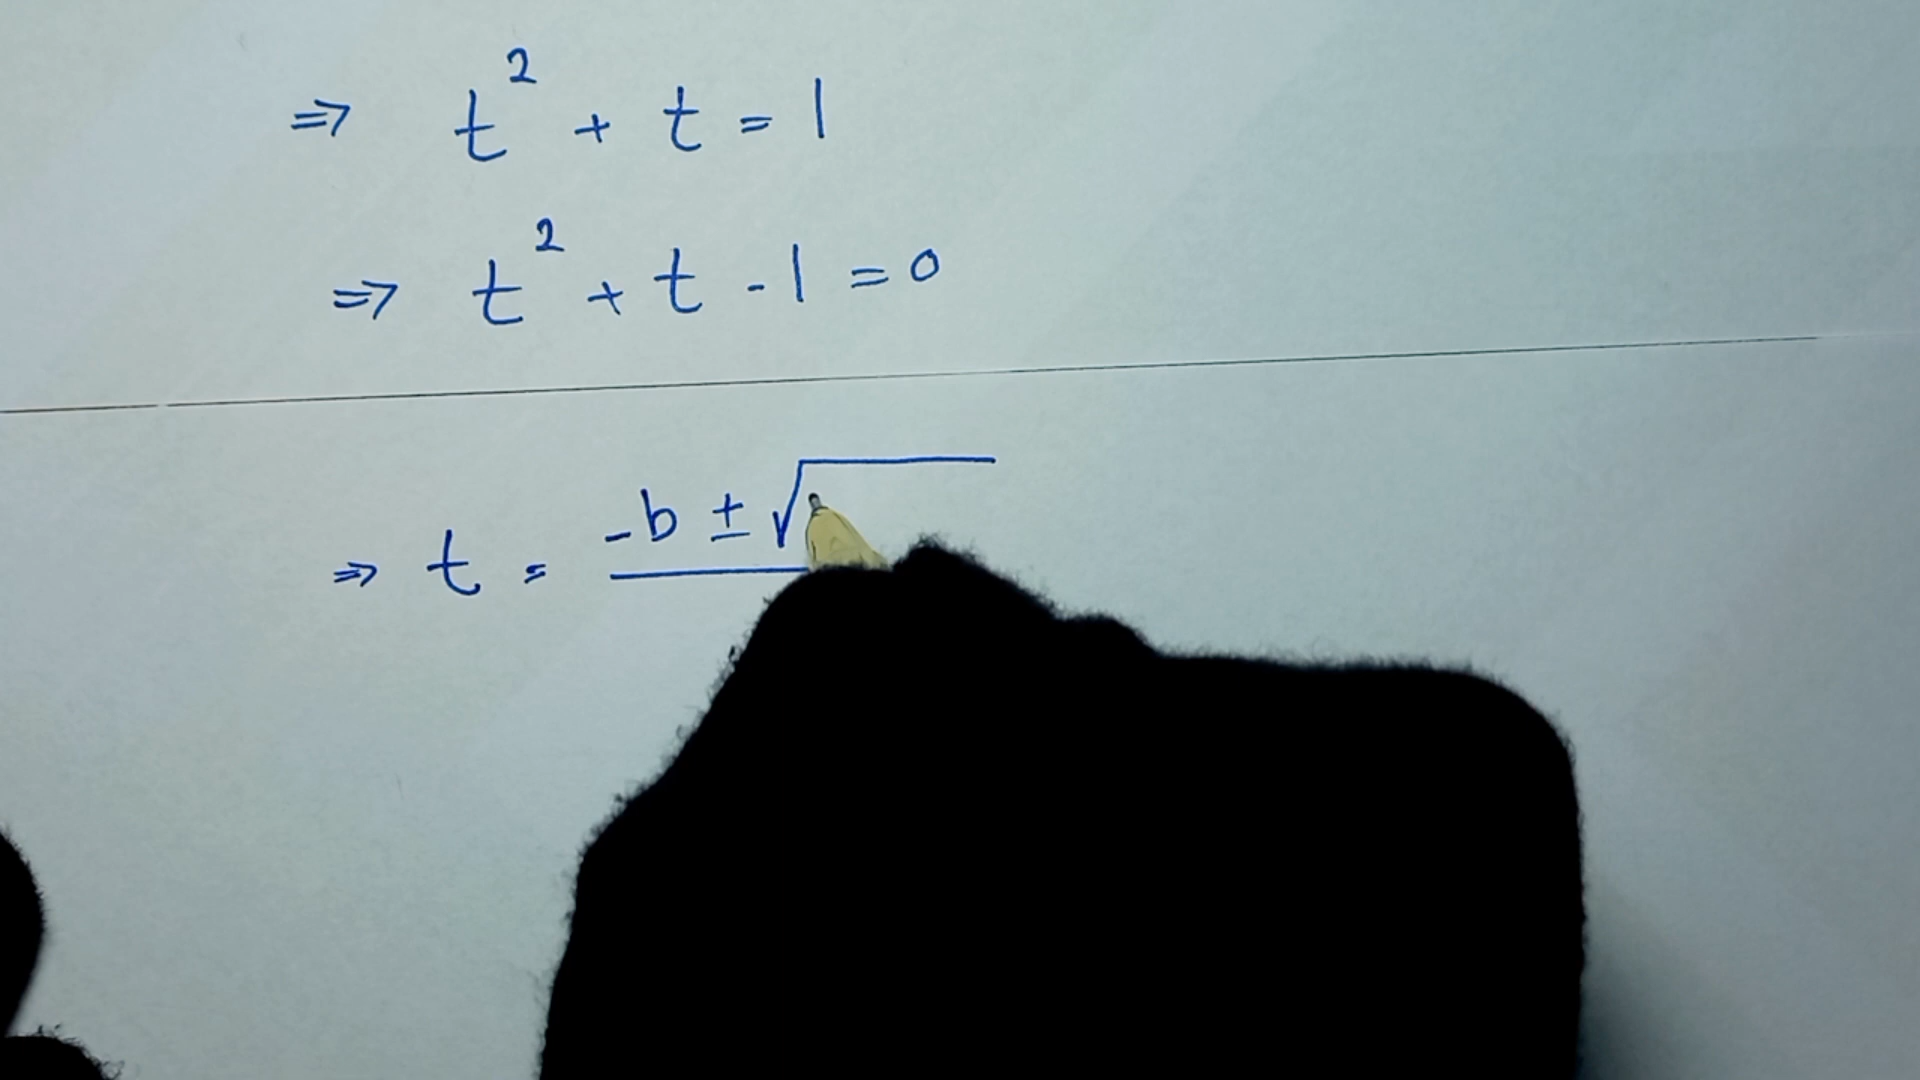 ⇒ t² + t = 1
⇒ t² + t - 1 = 0
⇒ t = -b ± √